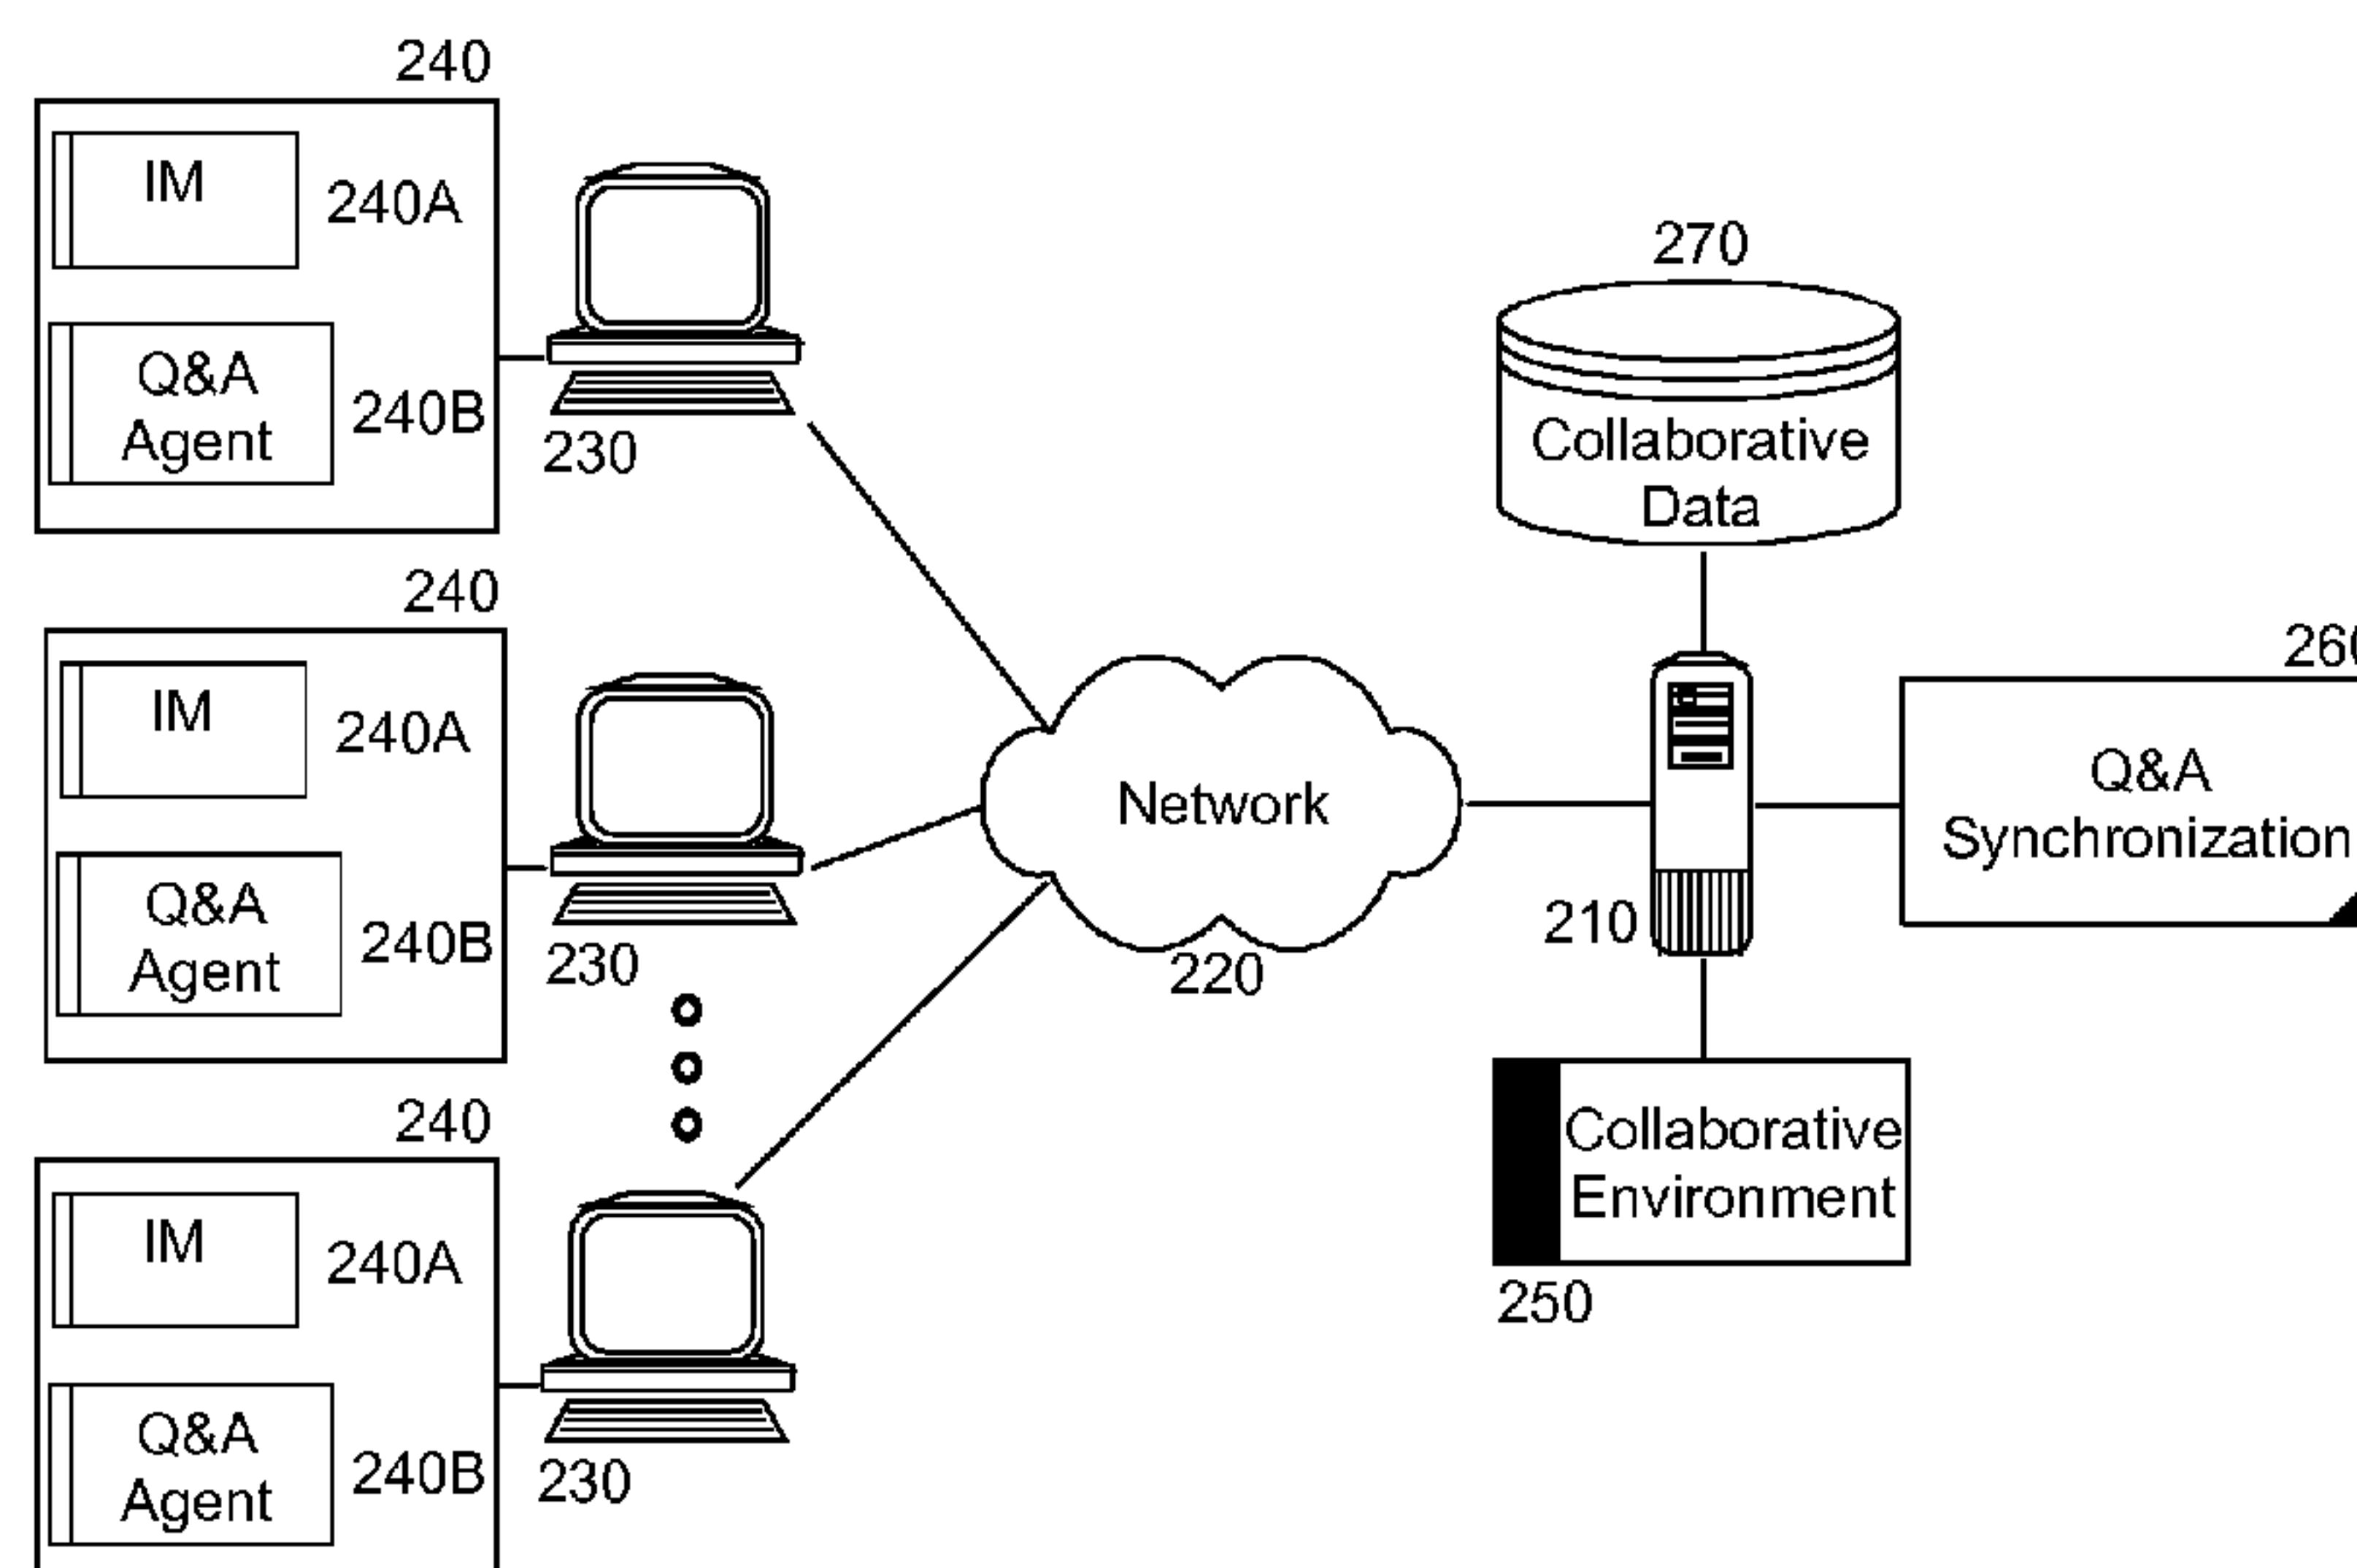 240
IM
240A
Q&A
Agent
240B
230
240
IM
240A
Q&A
Agent
240B
230
240
IM
240A
Q&A
Agent
240B
230
Network
220
270
Collaborative
Data
210
260
Q&A
Synchronization
Collaborative
Environment
250